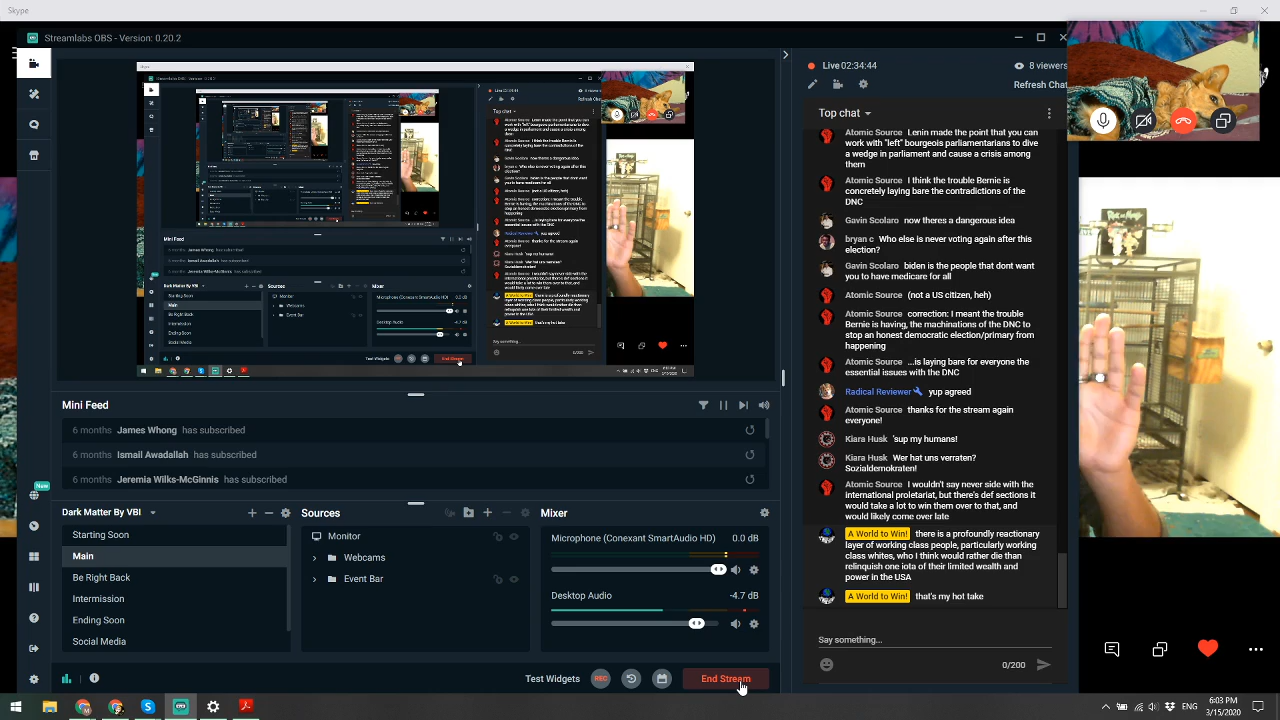 Skype
Streamlabs OBS - Version: 0.20.2
Live 02:34:44
8 viewers
Refresh Chat
Top chat
Atomic Source Lenin made the point that you can
work with "left" bourgeois parliamentarians to dive
a wedge in parliament and cause a crisis among
them
Atomic Source I think the trouble Bernie is
concretely laying bare the contradictions of the
DNC
Gavin Scolaro now theres a dangerous idea
bryan c Who else is never voting again after this
election?
Gavin Scolaro biden is the people that dont want
you to have medicare for all
Atomic Source (not a US citizen, heh)
Atomic Source correction: I meant the trouble
Bernie is having, the machinations of the DNC to
stop an honest democratic election/primary from
happening
Atomic Source ...is laying bare for everyone the
essential issues with the DNC
Radical Reviewer yup agreed
Atomic Source thanks for the stream again
everyone!
Kiara Husk 'sup my humans!
Kiara Husk Wer hat uns verraten?
Sozialdemokraten!
Atomic Source I wouldn't say never side with the
international proletariat, but there's def sections it
would take a lot to win them over to that, and
would likely come over late
A World to Win! there is a profoundly reactionary
layer of working class people, particularly working
class whites, who I think would rather die than
relinquish one iota of their limited wealth and
power in the USA
A World to Win! that's my hot take
Say something...
0/200
Mini Feed
6 months James Whong has subscribed
6 months Ismail Awadallah has subscribed
6 months Jeremia Wilks-McGinnis has subscribed
New
Dark Matter By VBI
Starting Soon
Main
Be Right Back
Intermission
Ending Soon
Social Media
Sources
Monitor
Webcams
Event Bar
Mixer
Microphone (Conexant SmartAudio HD) 0.0 dB
Desktop Audio -4.7 dB
Test Widgets
REC
End Stream
ENG
6:03 PM
3/15/2020